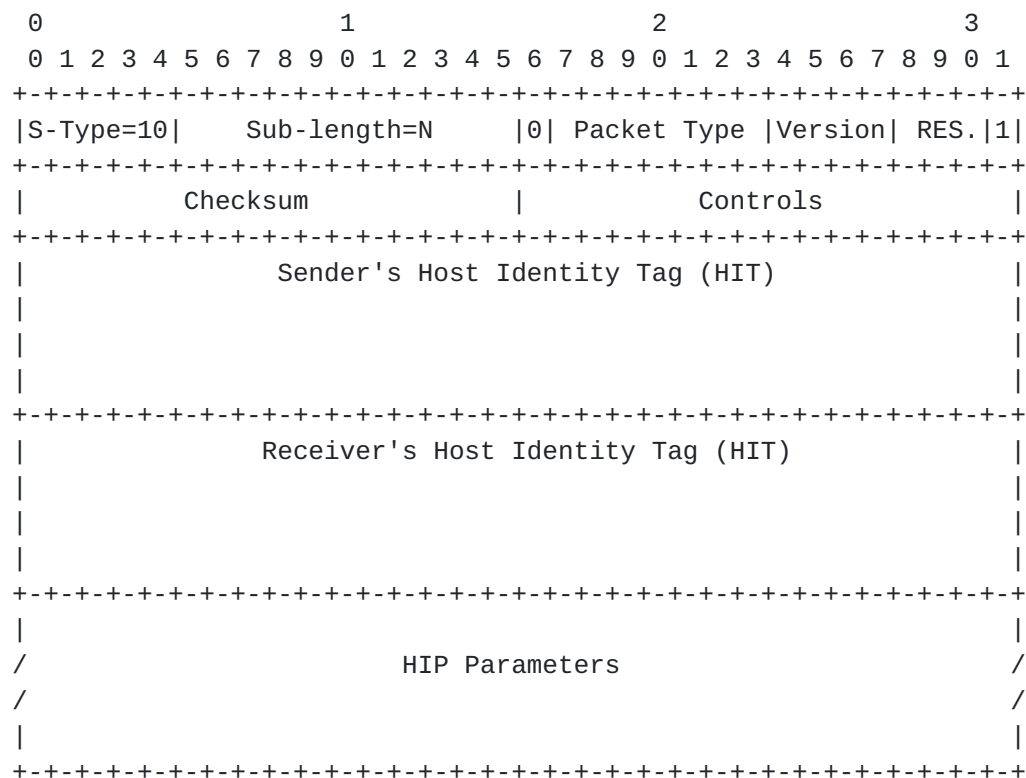 0                   1                   2                   3
 0 1 2 3 4 5 6 7 8 9 0 1 2 3 4 5 6 7 8 9 0 1 2 3 4 5 6 7 8 9 0 1
+-+-+-+-+-+-+-+-+-+-+-+-+-+-+-+-+-+-+-+-+-+-+-+-+-+-+-+-+-+-+-+-+
|S-Type=10|    Sub-length=N     |0| Packet Type |Version| RES.|1|
+-+-+-+-+-+-+-+-+-+-+-+-+-+-+-+-+-+-+-+-+-+-+-+-+-+-+-+-+-+-+-+-+
|          Checksum             |           Controls            |
+-+-+-+-+-+-+-+-+-+-+-+-+-+-+-+-+-+-+-+-+-+-+-+-+-+-+-+-+-+-+-+-+
|                Sender's Host Identity Tag (HIT)               |
|                                                               |
|                                                               |
|                                                               |
+-+-+-+-+-+-+-+-+-+-+-+-+-+-+-+-+-+-+-+-+-+-+-+-+-+-+-+-+-+-+-+-+
|               Receiver's Host Identity Tag (HIT)              |
|                                                               |
|                                                               |
|                                                               |
+-+-+-+-+-+-+-+-+-+-+-+-+-+-+-+-+-+-+-+-+-+-+-+-+-+-+-+-+-+-+-+-+
|                                                               |
/                        HIP Parameters                         /
/                                                               /
|                                                               |
+-+-+-+-+-+-+-+-+-+-+-+-+-+-+-+-+-+-+-+-+-+-+-+-+-+-+-+-+-+-+-+-+